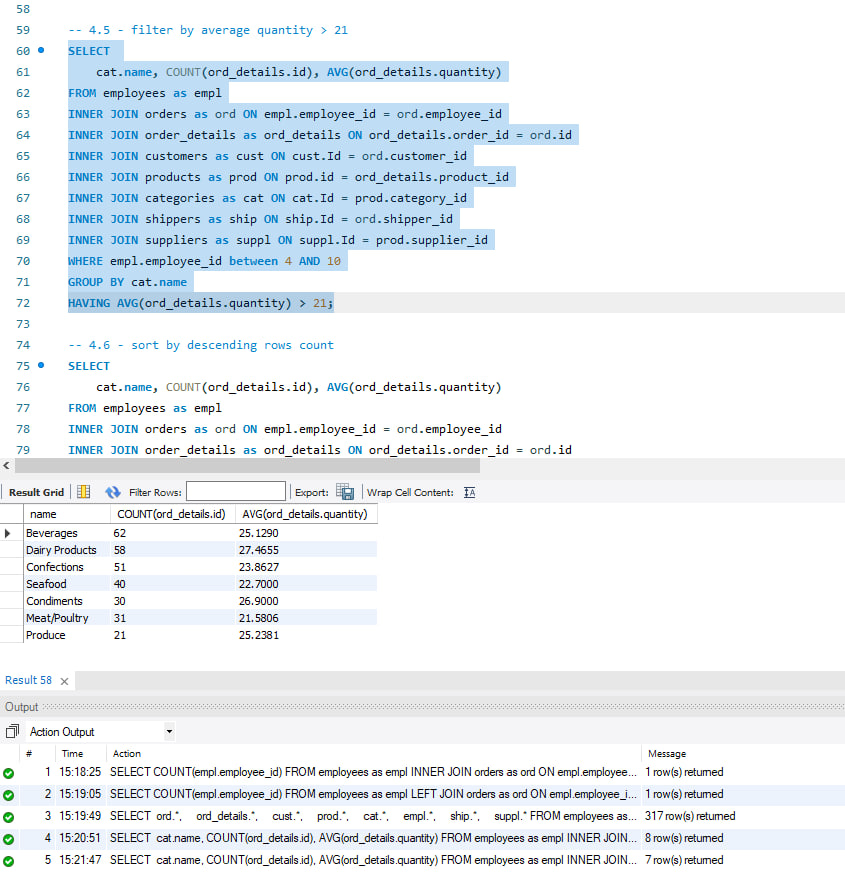 58
59 -- 4.5 - filter by average quantity > 21
60 SELECT
61 cat.name, COUNT(ord_details.id), AVG(ord_details.quantity)
62 FROM employees as empl
63 INNER JOIN orders as ord ON empl.employee_id = ord.employee_id
64 INNER JOIN order_details as ord_details ON ord_details.order_id = ord.id
65 INNER JOIN customers as cust ON cust.Id = ord.customer_id
66 INNER JOIN products as prod ON prod.id = ord_details.product_id
67 INNER JOIN categories as cat ON cat.Id = prod.category_id
68 INNER JOIN shippers as ship ON ship.Id = ord.shipper_id
69 INNER JOIN suppliers as suppl ON suppl.Id = prod.supplier_id
70 WHERE empl.employee_id between 4 AND 10
71 GROUP BY cat.name
72 HAVING AVG(ord_details.quantity) > 21;
73
74 -- 4.6 - sort by descending rows count
75 SELECT
76 cat.name, COUNT(ord_details.id), AVG(ord_details.quantity)
77 FROM employees as empl
78 INNER JOIN orders as ord ON empl.employee_id = ord.employee_id
79 INNER JOIN order_details as ord_details ON ord_details.order_id = ord.id
Result Grid Filter Rows: Export: Wrap Cell Content:
name COUNT(ord_details.id) AVG(ord_details.quantity)
Beverages 62 25.1290
Dairy Products 58 27.4655
Confections 51 23.8627
Seafood 40 22.7000
Condiments 30 26.9000
Meat/Poultry 31 21.5806
Produce 21 25.2381
Result 58
Output
Action Output
# Time Action Message
1 15:18:25 SELECT COUNT(empl.employee_id) FROM employees as empl INNER JOIN orders as ord ON empl.employee... 1 row(s) returned
2 15:19:05 SELECT COUNT(empl.employee_id) FROM employees as empl LEFT JOIN orders as ord ON empl.employee_i... 1 row(s) returned
3 15:19:49 SELECT ord.*, ord_details.*, cust.*, prod.*, cat.*, empl.*, ship.*, suppl.* FROM employees as... 317 row(s) returned
4 15:20:51 SELECT cat.name, COUNT(ord_details.id), AVG(ord_details.quantity) FROM employees as empl INNER JOIN... 8 row(s) returned
5 15:21:47 SELECT cat.name, COUNT(ord_details.id), AVG(ord_details.quantity) FROM employees as empl INNER JOIN... 7 row(s) returned